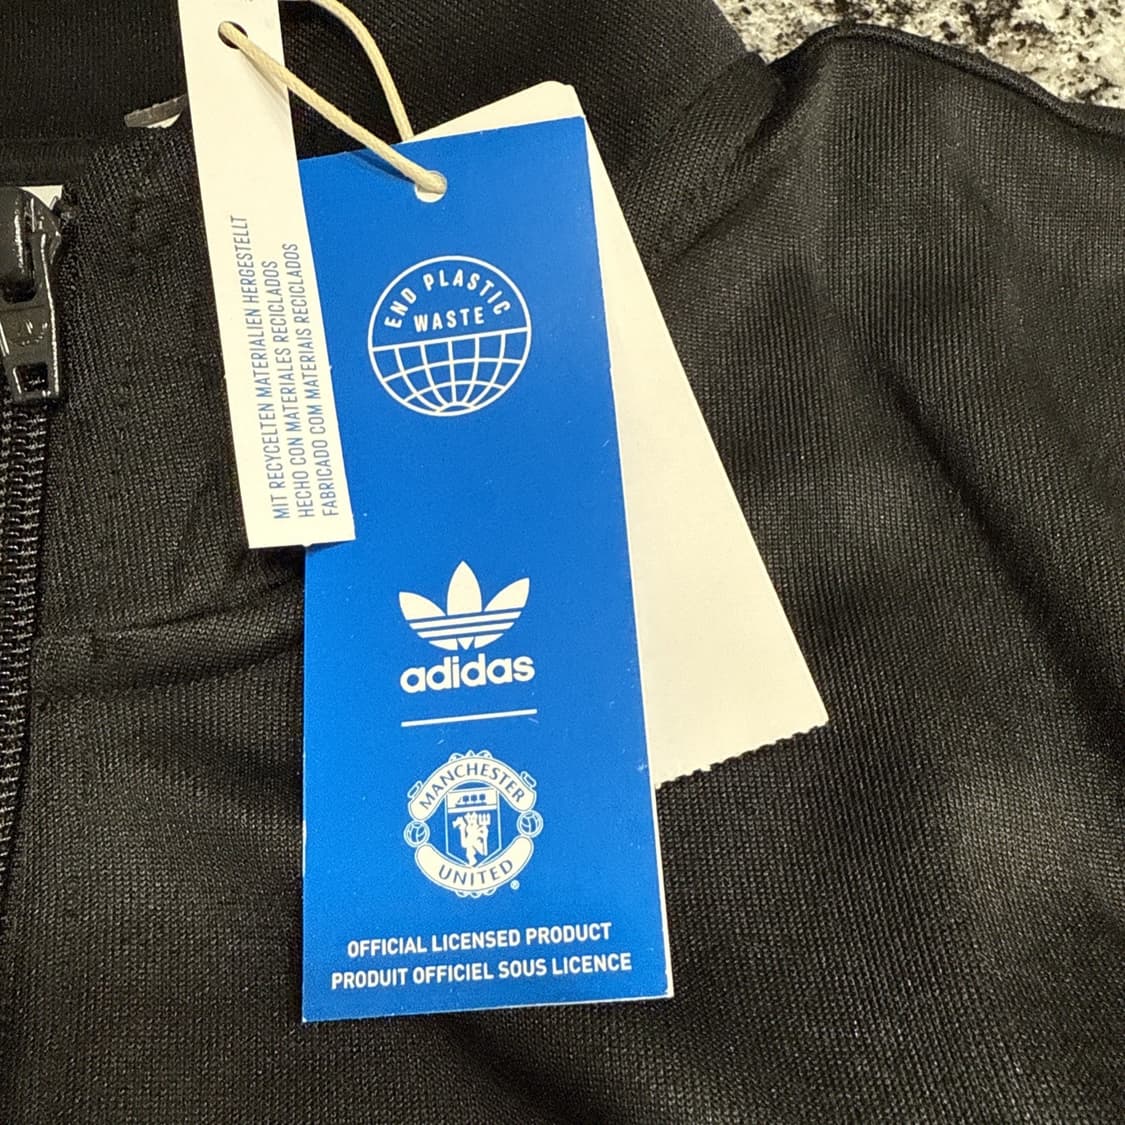 MIT RECYCELTEN MATERIALIEN HERGESTELLT
HECHO CON MATERIALES RECICLADOS
FABRICADO COM MATERIAIS RECICLADOS
END PLASTIC
WASTE
adidas
MANCHESTER
UNITED
®
OFFICIAL LICENSED PRODUCT
PRODUIT OFFICIEL SOUS LICENCE